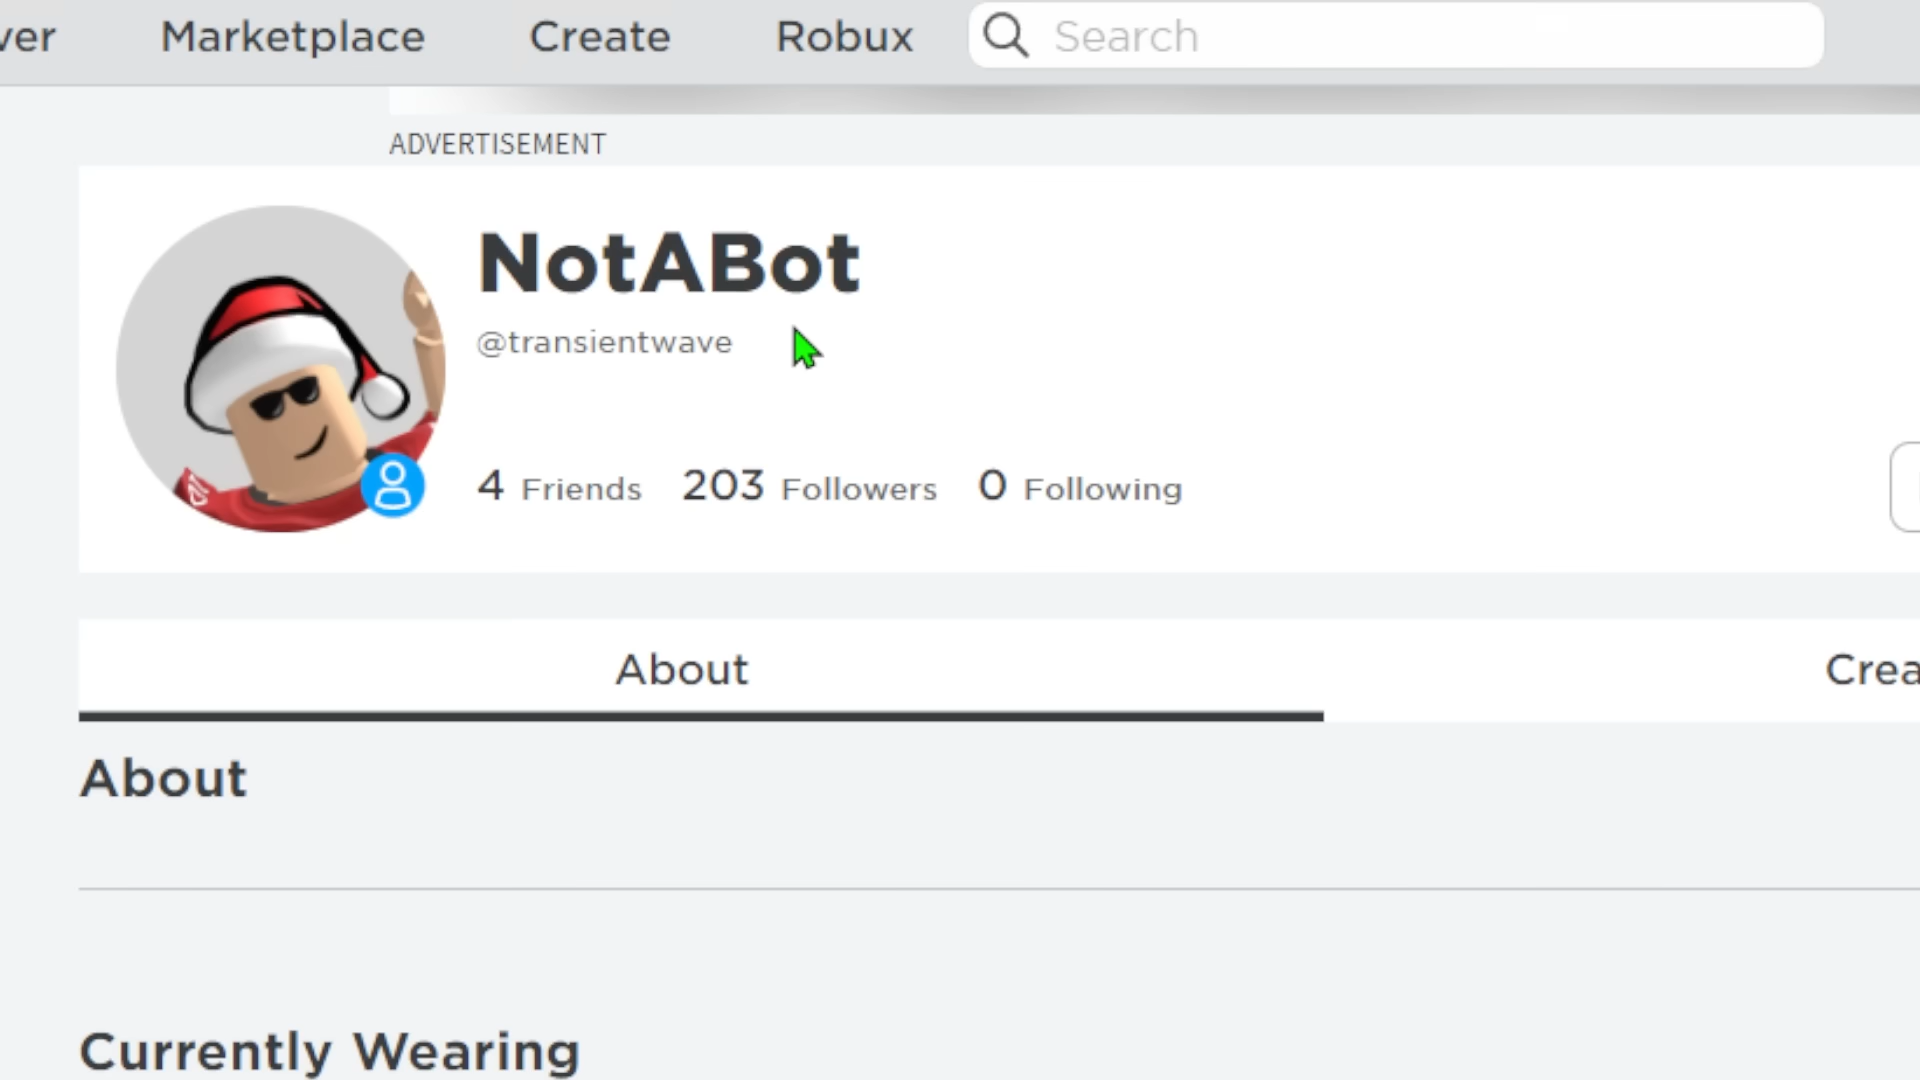 ver Marketplace Create Robux Search
ADVERTISEMENT
NotABot
@transientwave
4 Friends 203 Followers 0 Following
About Crea
About
Currently Wearing